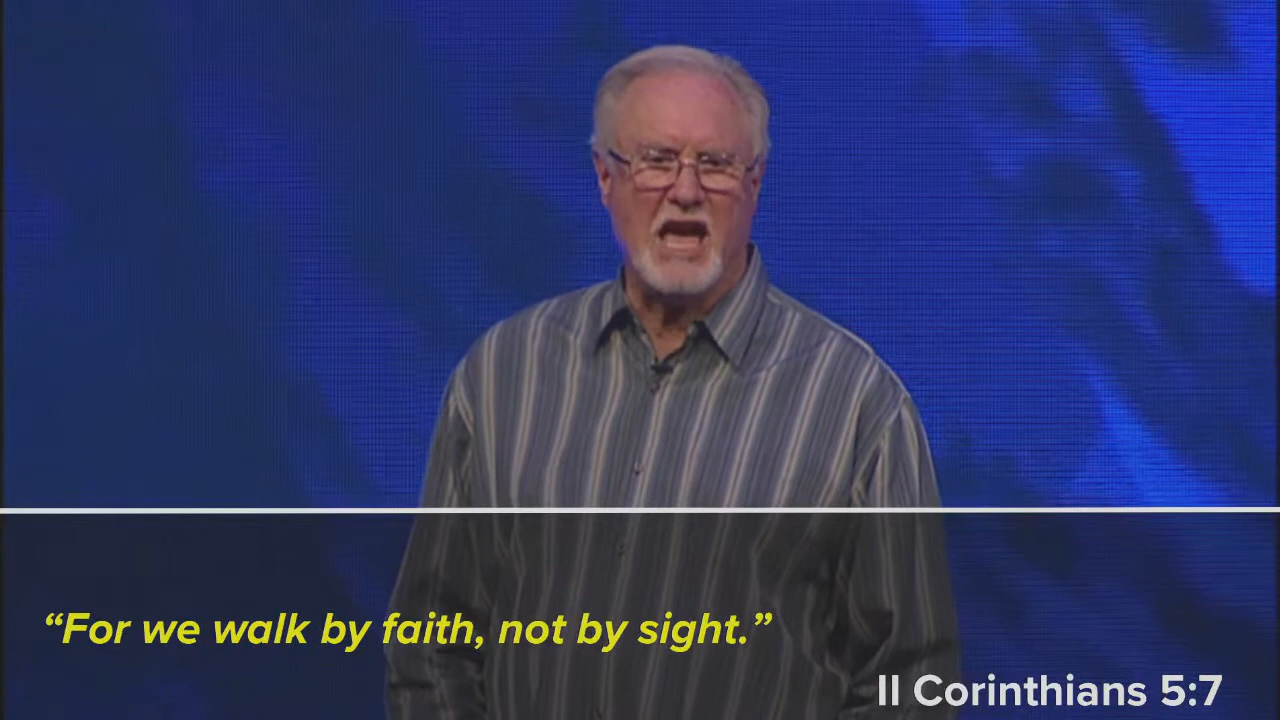 “For we walk by faith, not by sight.”
II Corinthians 5:7